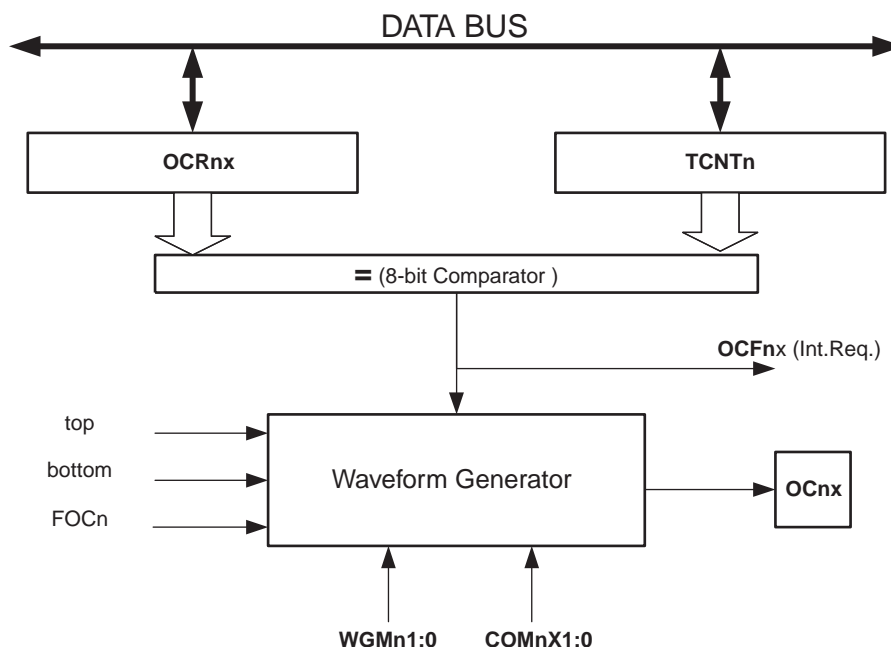 DATA BUS
OCRnx
TCNTn
= (8-bit Comparator )
OCFnx (Int.Req.)
top
bottom
FOCn
Waveform Generator
OCnx
WGMn1:0
COMnX1:0